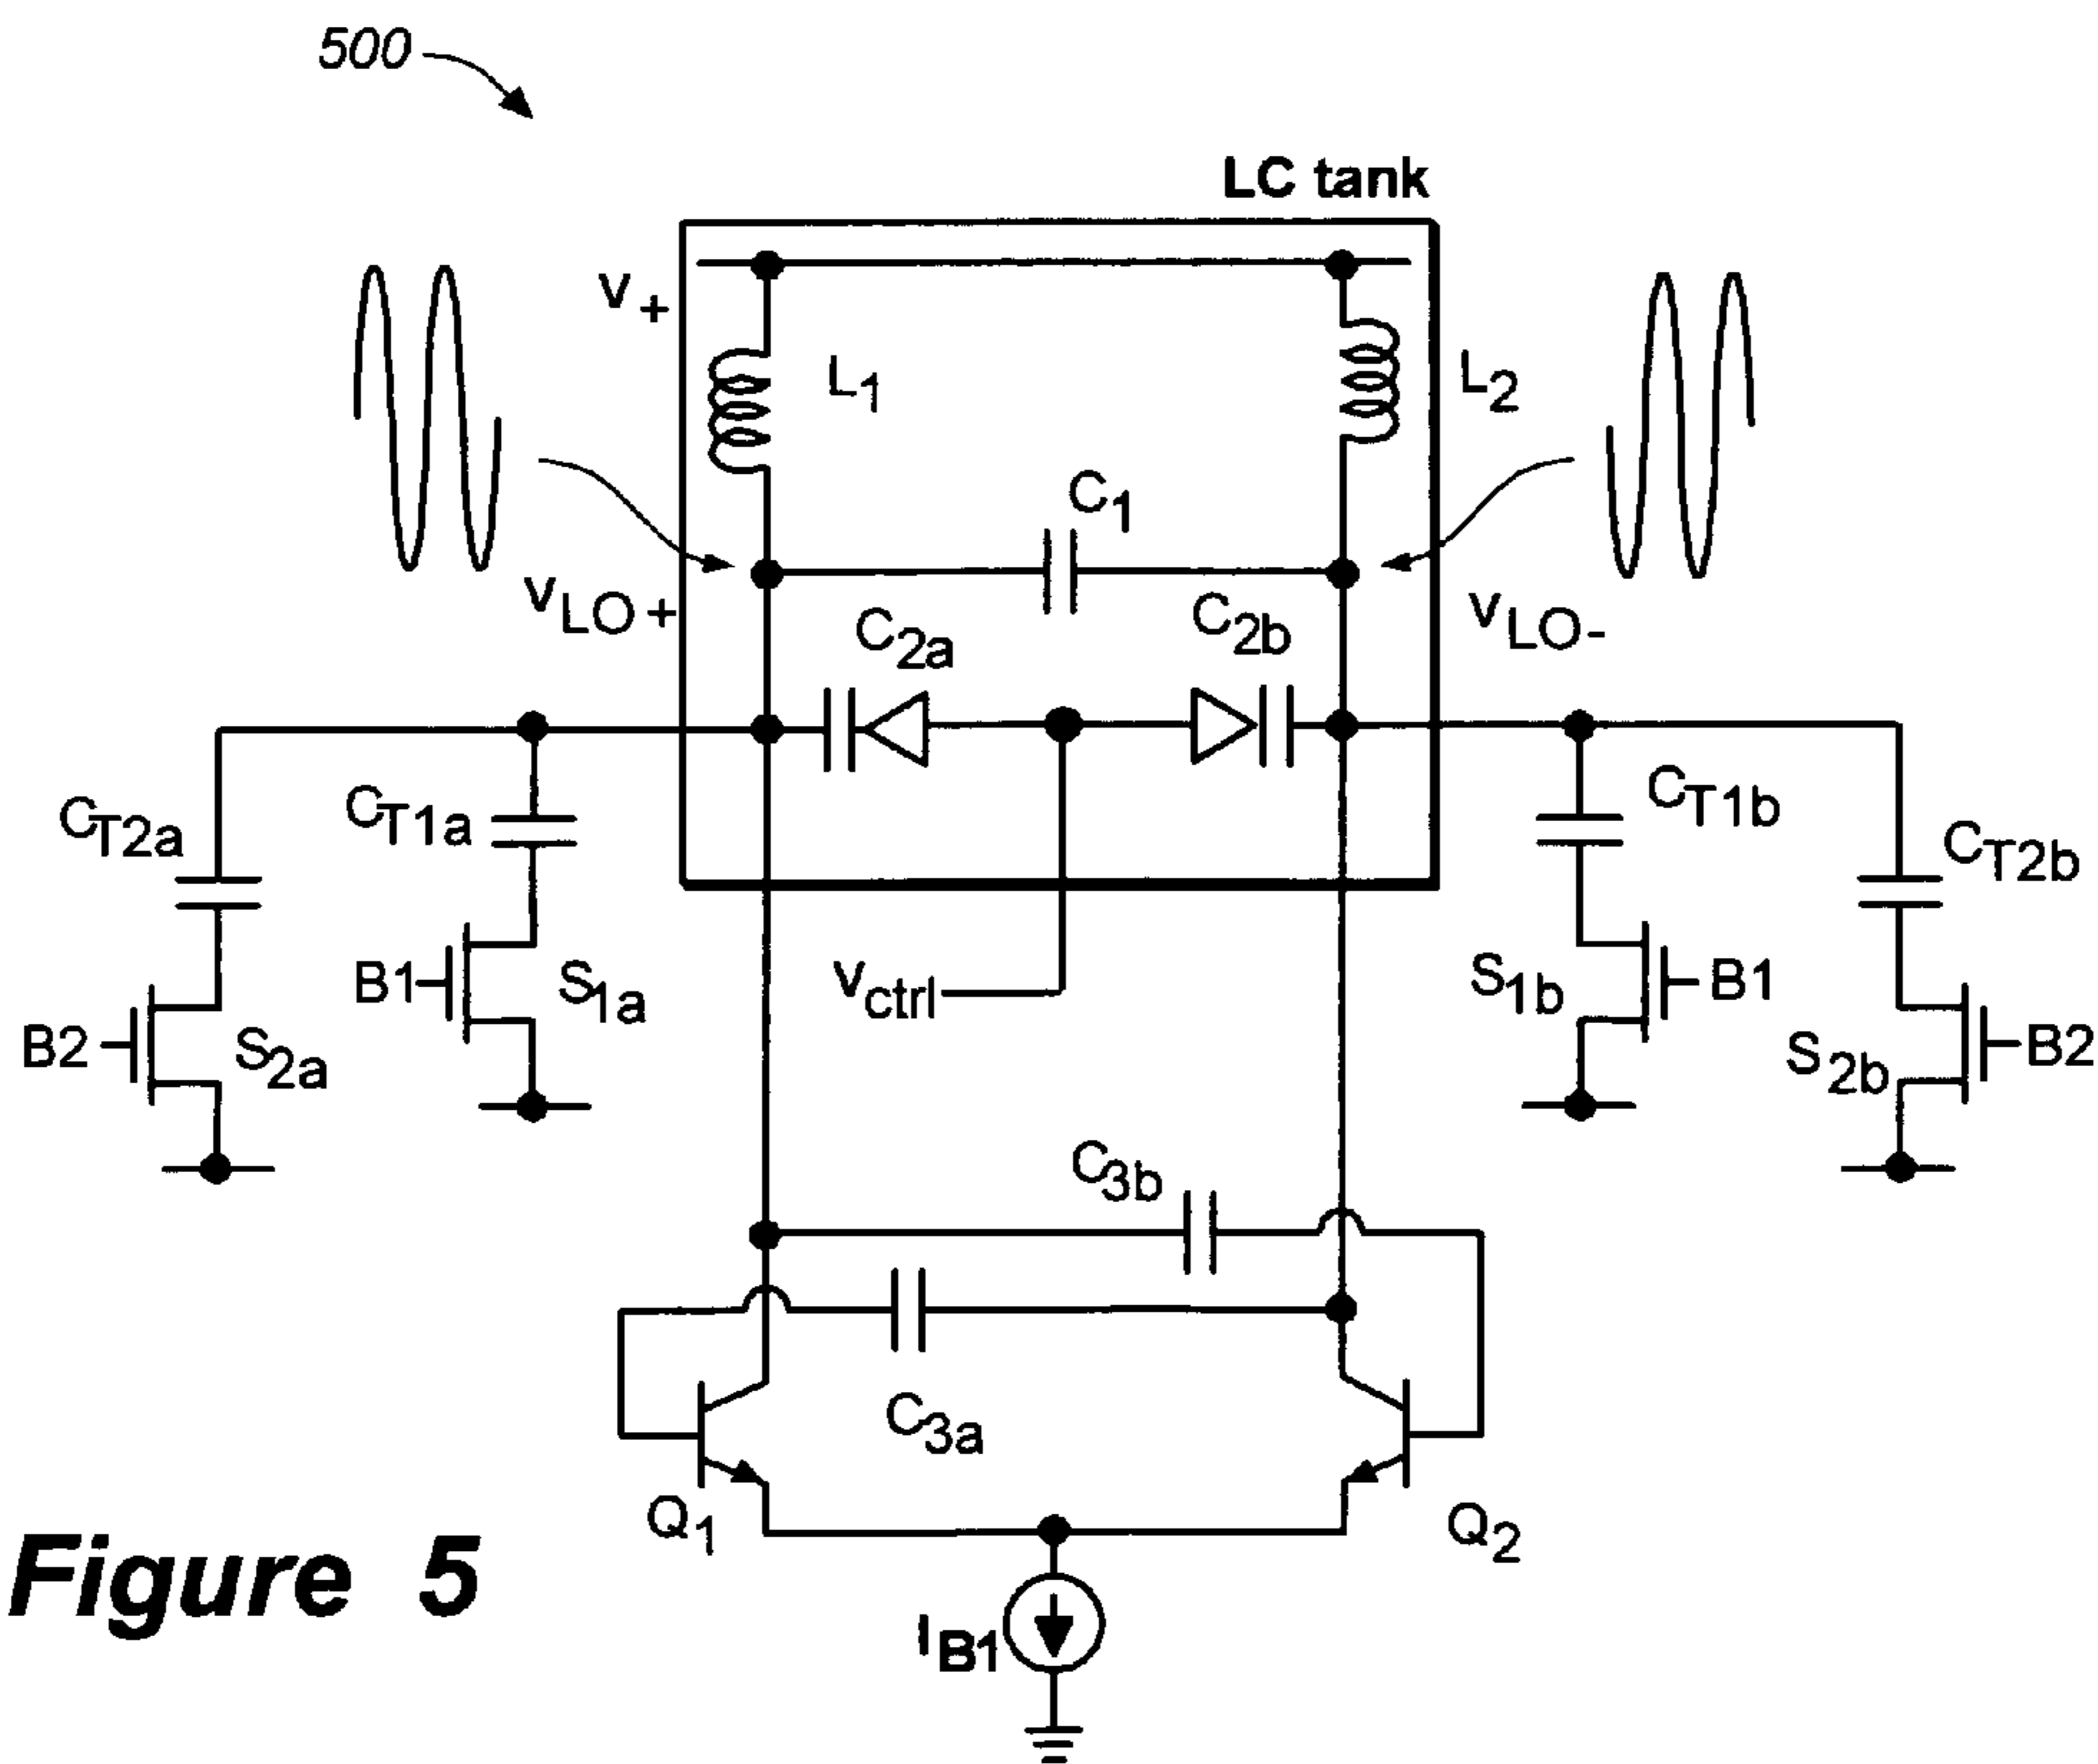 500
LC tank
v+
L1
L2
C1
vLO+
C2a
C2b
vLO-
CT2a
CT1a
CT1b
CT2b
B1
S1a
vctrl
S1b
B1
B2
S2a
S2b
B2
C3b
C3a
Q1
Q2
Figure 5
IB1